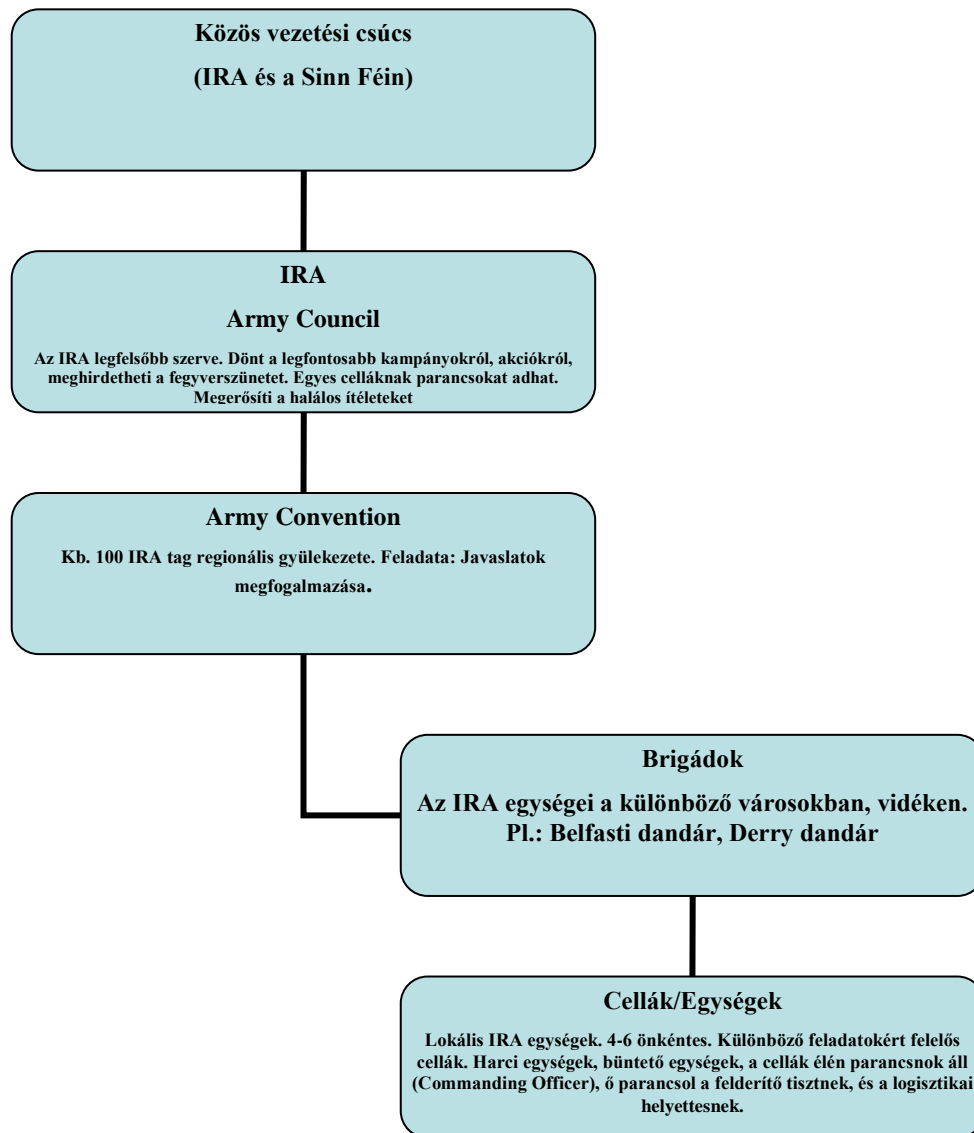 Közös vezetési csúcs
(IRA és a Sinn Féin)
IRA
Army Council
Az IRA legfelsőbb szerve. Dönt a legfontosabb kampányokról, akciókról,
meghirdetheti a fegyverszünetet. Egyes celláknak parancsokat adhat.
Megerősíti a halálos ítéleteket
Army Convention
Kb. 100 IRA tag regionális gyülekezete. Feladata: Javaslatok
megfogalmazása.
Brigádok
Az IRA egységei a különböző városokban, vidéken.
Pl.: Belfasti dandár, Derry dandár
Cellák/Egységek
Lokális IRA egységek. 4-6 önkéntes. Különböző feladatokért felelős
cellák. Harci egységek, büntető egységek, a cellák élén parancsnok áll
(Commanding Officer), ő parancsol a felderítő tisztnek, és a logisztikai
helyettesnek.